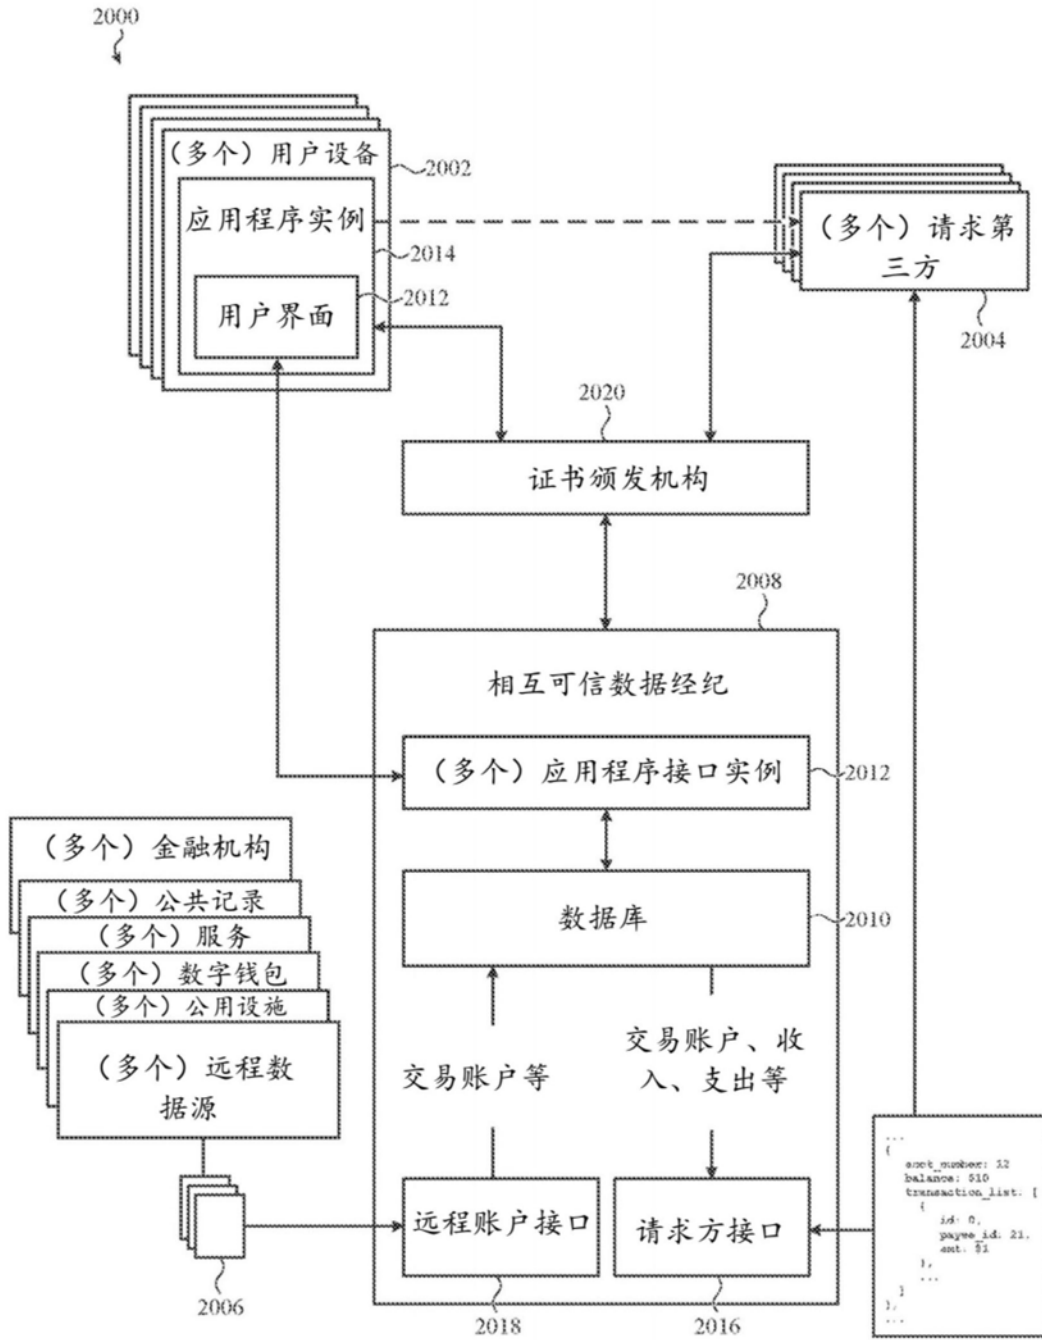 2000
（多个）用户设备
2002
应用程序实例
2014
2012
用户界面
（多个）请求第
三方
2004
2020
证书颁发机构
2008
相互可信数据经纪
（多个）应用程序接口实例
2012
（多个）金融机构
（多个）公共记录
（多个）服务
（多个）数字钱包
（多个）公用设施
（多个）远程数
据源
数据库
2010
交易账户等
交易账户、收
入、支出等
远程账户接口
请求方接口
2006
2018
2016
...
{
acct_number: 12
balance: $10
transaction_list: [
{
id: 0,
payee_id: 21,
amt: $1
},
...
]
},
...